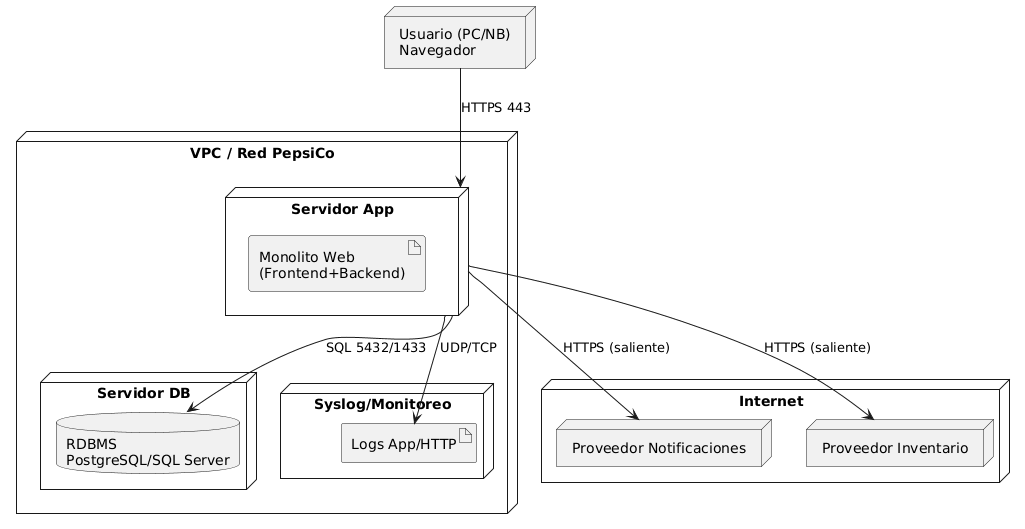 Usuario (PC/NB)
Navegador
HTTPS 443
VPC / Red PepsiCo
Servidor App
Monolito Web
(Frontend+Backend)
SQL 5432/1433
UDP/TCP
HTTPS (saliente)
HTTPS (saliente)
Servidor DB
RDBMS
PostgreSQL/SQL Server
Syslog/Monitoreo
Logs App/HTTP
Internet
Proveedor Notificaciones
Proveedor Inventario